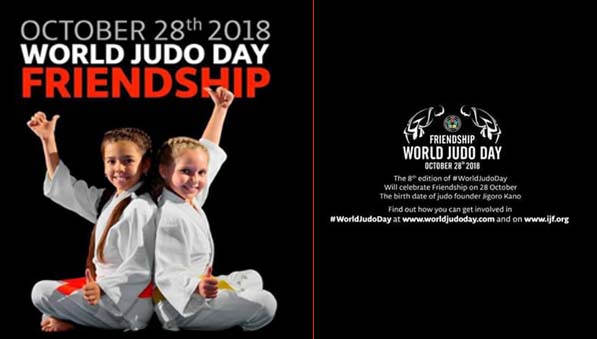 OCTOBER 28th 2018
WORLD JUDO DAY
FRIENDSHIP
FRIENDSHIP
WORLD JUDO DAY
OCTOBER 28th 2018
The 8th edition of #WorldJudoDay
Will celebrate Friendship on 28 October
The birth date of judo founder Jigoro Kano
Find out how you can get involved in
#WorldJudoDay at www.worldjudoday.com and on www.ijf.org